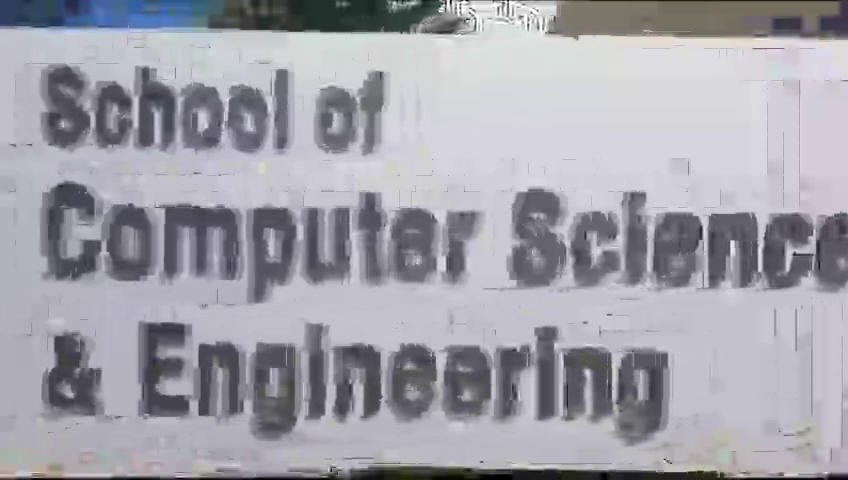 School of
Computer Science
& Engineering